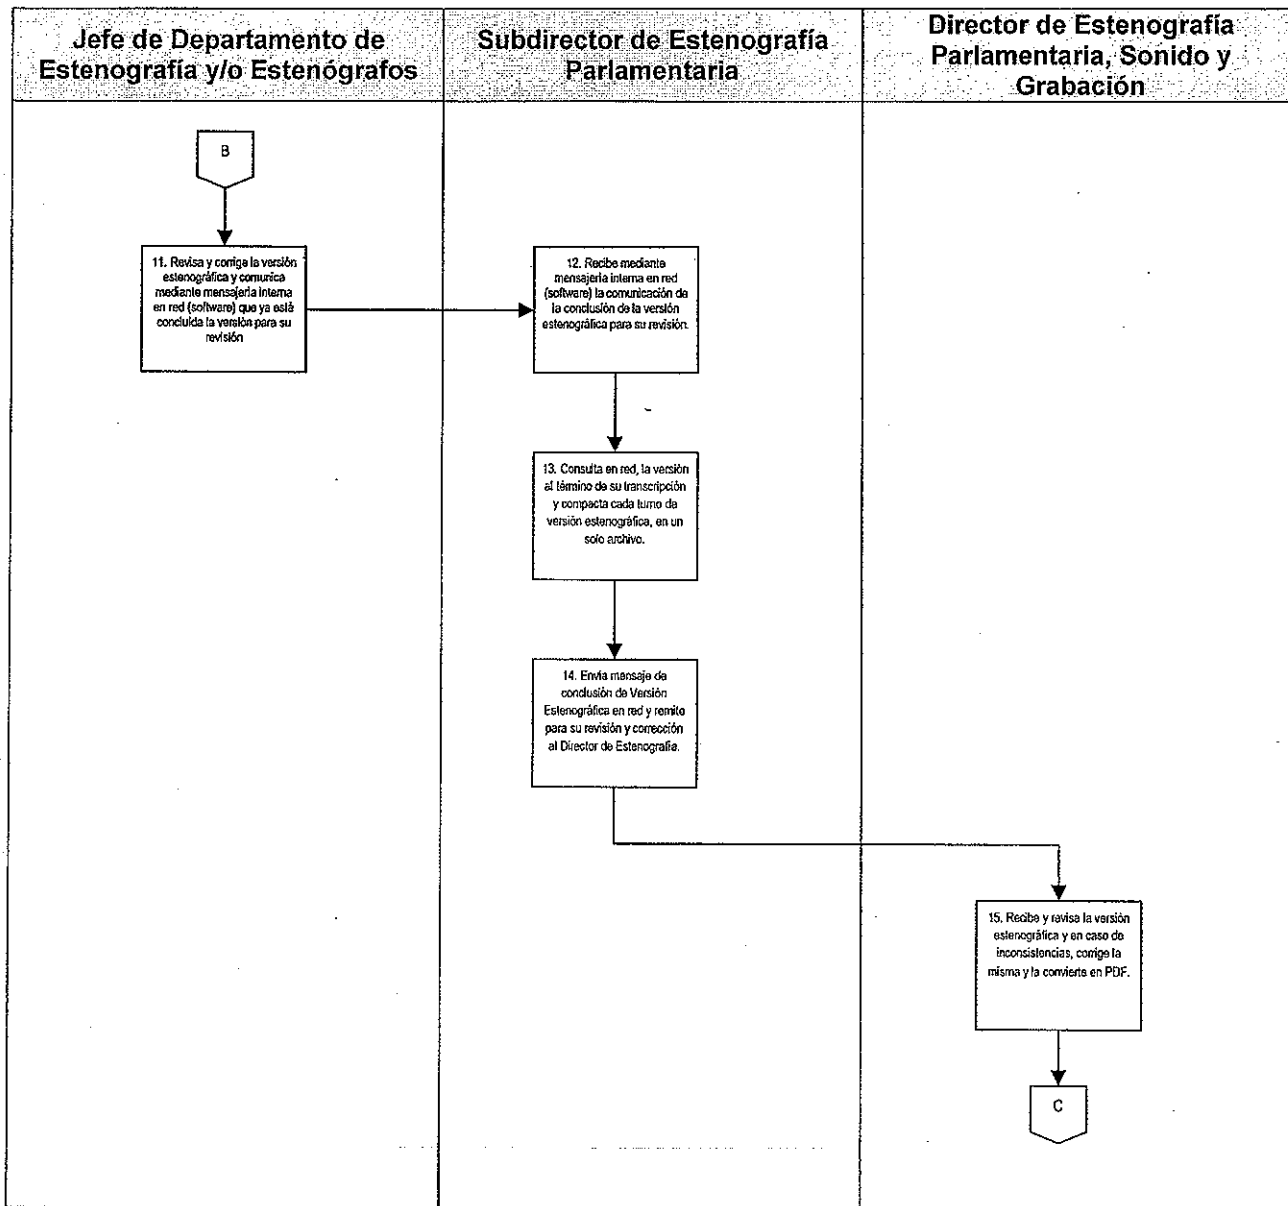 Jefe de Departamento de
Estenografía y/o Estenógrafos
Subdirector de Estenografía
Parlamentaria
Director de Estenografía
Parlamentaria, Sonido y
Grabación
B
11. Revisa y corrige la versión
estenográfica y comunica
mediante mensajería interna
en red (software) que ya está
concluida la versión para su
revisión
12. Recibe mediante
mensajería interna en red
(software) la comunicación de
la conclusión de la versión
estenográfica para su revisión.
13. Consulta en red, la versión
al término de su transcripción
y compacta cada turno de
versión estenográfica, en un
solo archivo.
14. Envía mensaje de
conclusión de Versión
Estenográfica en red y remite
para su revisión y corrección
al Director de Estenografía.
15. Recibe y revisa la versión
estenográfica y en caso de
inconsistencias, corrige la
misma y la convierte en PDF.
C